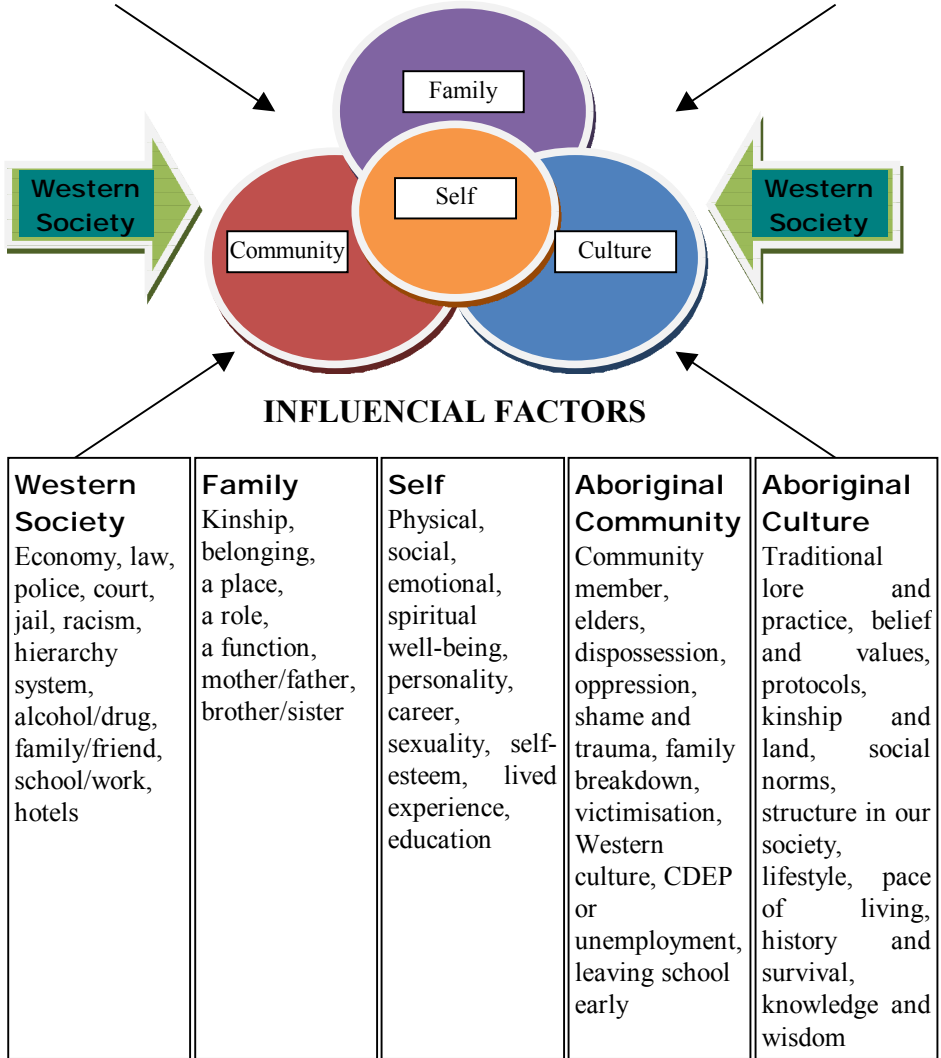 Family
Western
Society
Self
Western
Society
Community
Culture
INFLUENCIAL FACTORS
Western
Society
Economy, law,
police, court,
jail, racism,
hierarchy
system,
alcohol/drug,
family/friend,
school/work,
hotels
Family
Kinship,
belonging,
a place,
a role,
a function,
mother/father,
brother/sister
Self
Physical,
social,
emotional,
spiritual
well-being,
personality,
career,
sexuality, self-
esteem, lived
experience,
education
Aboriginal
Community
Community
member,
elders,
dispossession,
oppression,
shame and
trauma, family
breakdown,
victimisation,
Western
culture, CDEP
or
unemployment,
leaving school
early
Aboriginal
Culture
Traditional
lore and
practice, belief
and values,
protocols,
kinship and
land, social
norms,
structure in our
society,
lifestyle, pace
of living,
history and
survival,
knowledge and
wisdom